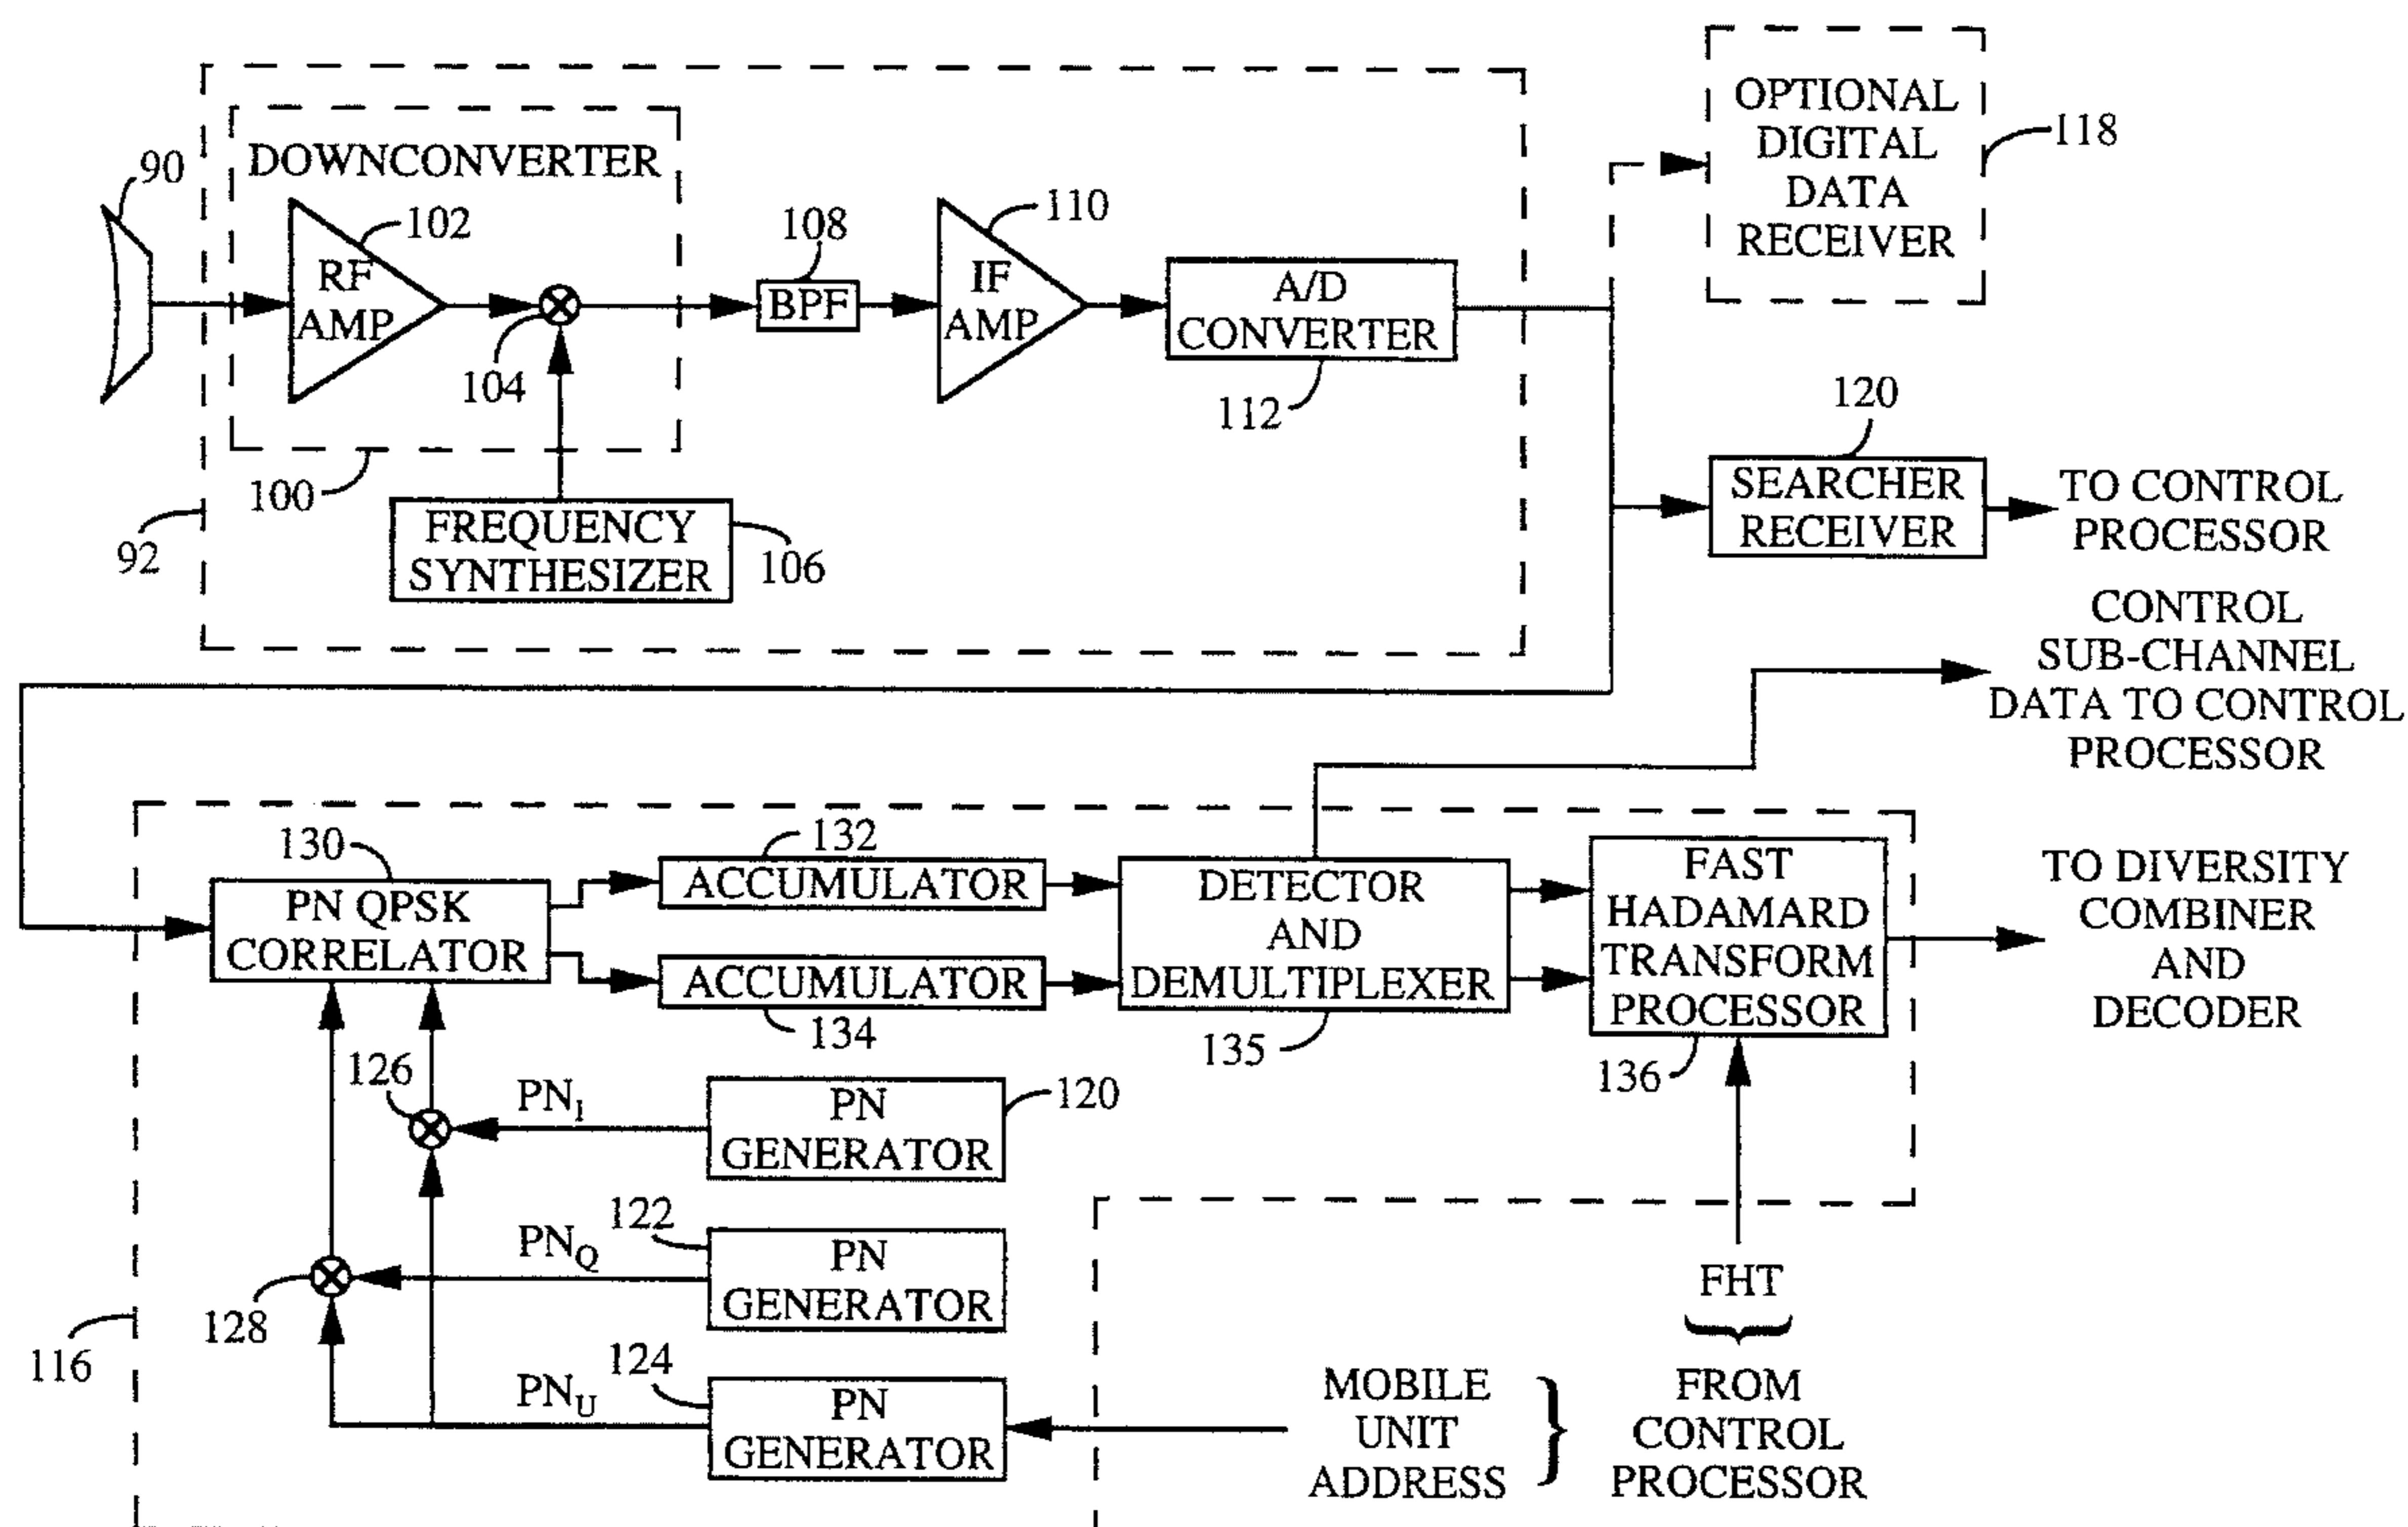 OPTIONAL
DIGITAL
DATA
RECEIVER
118
90
DOWNCONVERTER
102
RF
AMP
104
108
BPF
110
IF
AMP
A/D
CONVERTER
112
100
92
FREQUENCY
SYNTHESIZER
106
120
SEARCHER
RECEIVER
TO CONTROL
PROCESSOR
CONTROL
SUB-CHANNEL
DATA TO CONTROL
PROCESSOR
130
PN QPSK
CORRELATOR
132
ACCUMULATOR
ACCUMULATOR
134
DETECTOR
AND
DEMULTIPLEXER
135
FAST
HADAMARD
TRANSFORM
PROCESSOR
136
TO DIVERSITY
COMBINER
AND
DECODER
126
PNI
PN
GENERATOR
120
128
PNQ
122
PN
GENERATOR
116
PNU
124
PN
GENERATOR
MOBILE
UNIT
ADDRESS
}
FHT
}
FROM
CONTROL
PROCESSOR